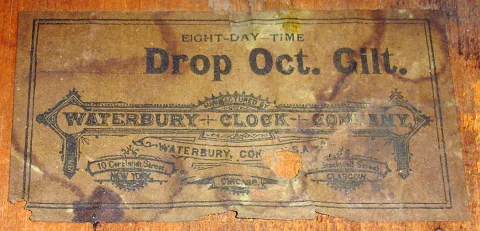 EIGHT-DAY-TIME
Drop Oct. Gilt.
MANUFACTURED BY
WATERBURY CLOCK COMPANY,
WATERBURY, CON
10 Cortlandt Street
NEW YORK
CHICAGO
GLASGOW